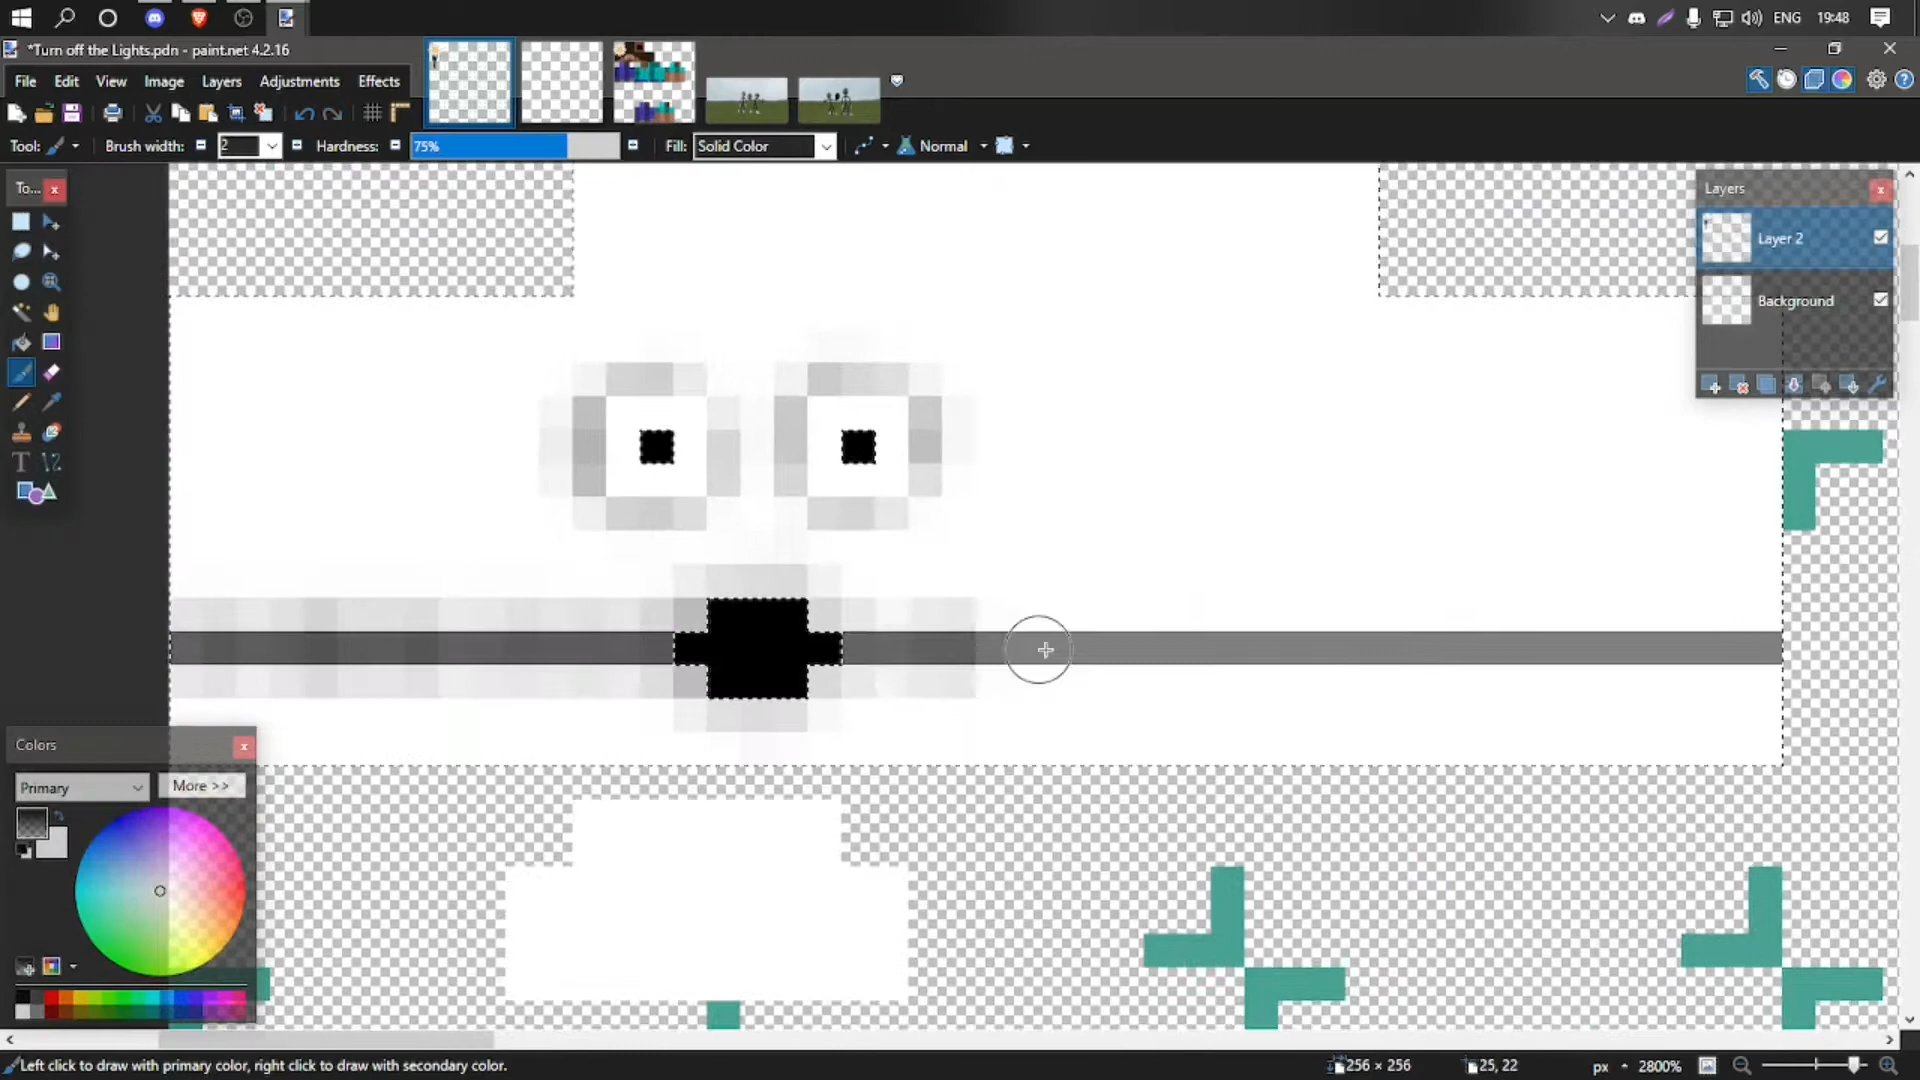 ENG 19:48
*Turn off the Lights.pdn - paint.net 4.2.16
File Edit View Image Layers Adjustments Effects
Tool: Brush width: 2 Hardness: 75% Fill: Solid Color Normal
To...
Layers
Layer 2
Background
Colors
Primary More >>
Left click to draw with primary color, right click to draw with secondary color.
256 × 256 25, 22 px 2800%